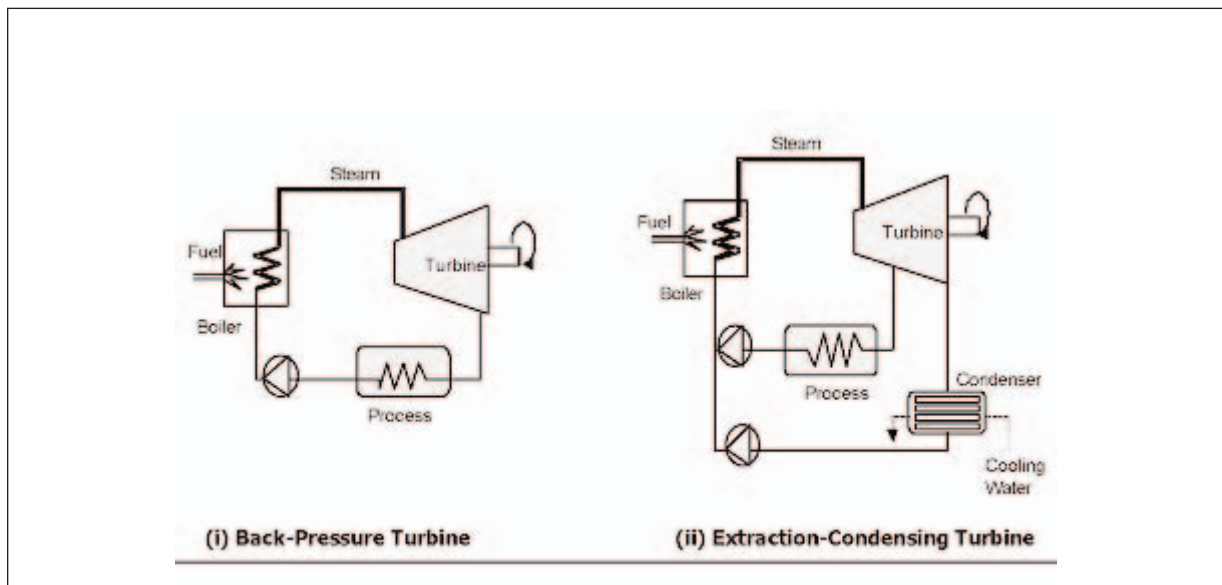 Steam
Fuel
Turbine
Boiler
Process
(i) Back-Pressure Turbine
Steam
Fuel
Turbine
Boiler
Process
Condenser
Cooling
Water
(ii) Extraction-Condensing Turbine